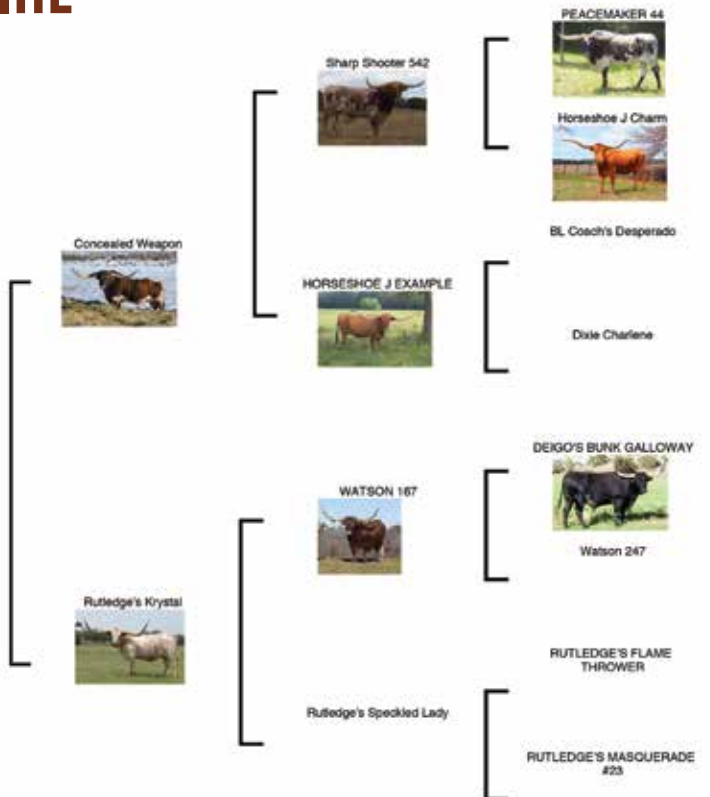 Sharp Shooter 542
PEACEMAKER 44
Horseshoe J Charm
Concealed Weapon
HORSESHOE J EXAMPLE
BL Coach's Desperado
Dixie Charlene
WATSON 167
DEIGO'S BUNK GALLOWAY
Watson 247
Rutledge's Krystal
Rutledge's Speckled Lady
RUTLEDGE'S FLAME
THROWER
RUTLEDGE'S MASQUERADE
#23